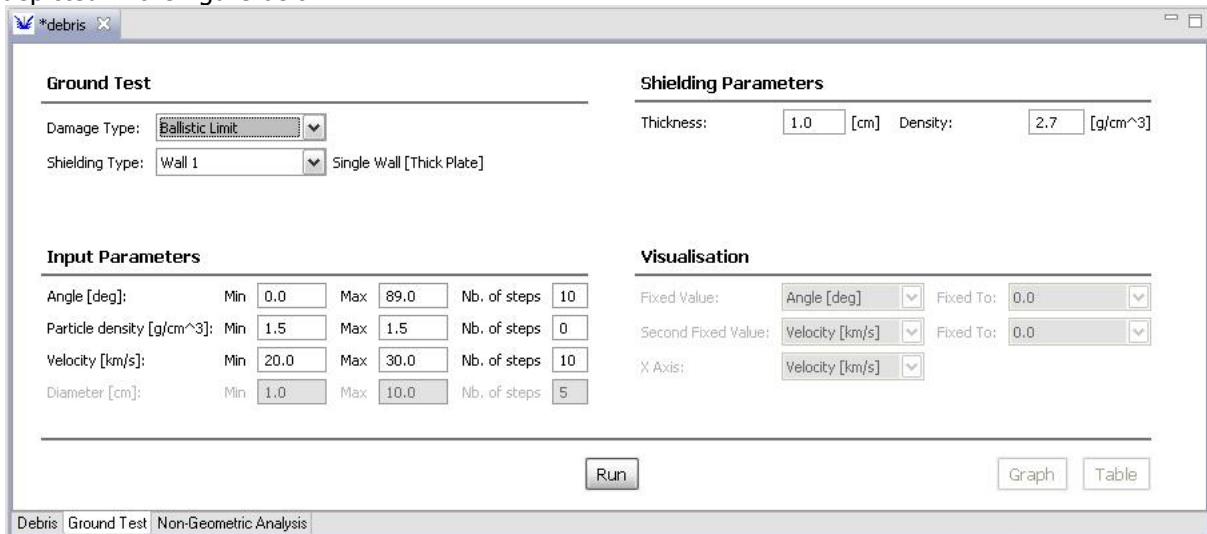 *debris
Ground Test
Damage Type: Ballistic Limit
Shielding Type: Wall 1 Single Wall [Thick Plate]
Shielding Parameters
Thickness: 1.0 [cm] Density: 2.7 [g/cm^3]
Input Parameters
Angle [deg]: Min 0.0 Max 89.0 Nb. of steps 10
Particle density [g/cm^3]: Min 1.5 Max 1.5 Nb. of steps 0
Velocity [km/s]: Min 20.0 Max 30.0 Nb. of steps 10
Diameter [cm]: Min 1.0 Max 10.0 Nb. of steps 5
Visualisation
Fixed Value: Angle [deg] Fixed To: 0.0
Second Fixed Value: Velocity [km/s] Fixed To: 0.0
X Axis: Velocity [km/s]
Run
Graph Table
Debris Ground Test Non-Geometric Analysis